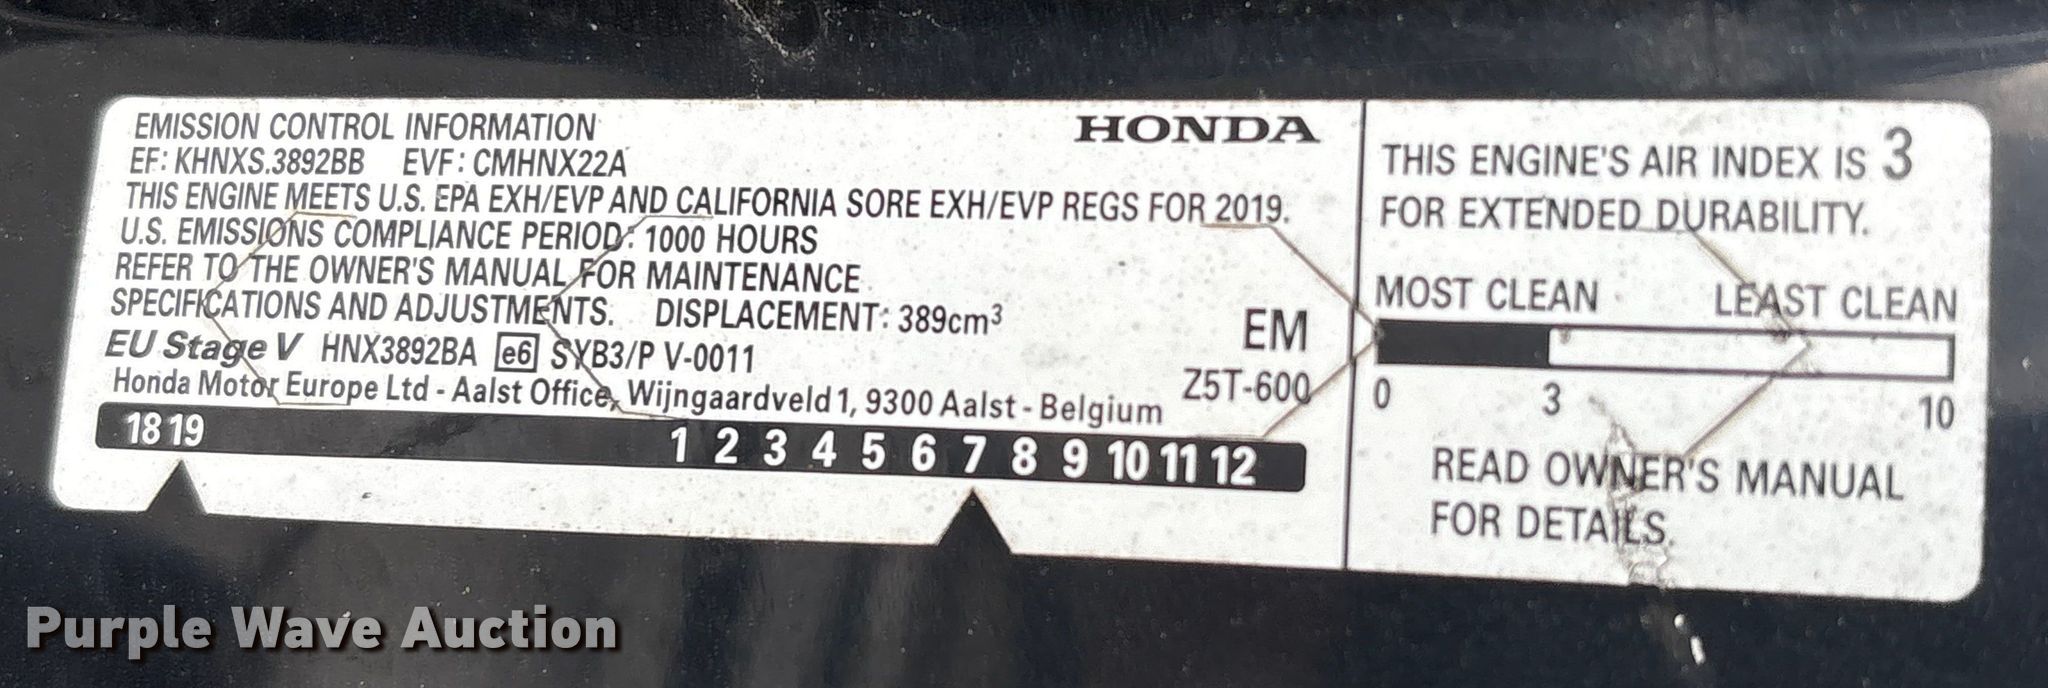 EMISSION CONTROL INFORMATION
HONDA
EF: KHNXS.3892BB EVF: CMHNX22A
THIS ENGINE MEETS U.S. EPA EXH/EVP AND CALIFORNIA SORE EXH/EVP REGS FOR 2019.
U.S. EMISSIONS COMPLIANCE PERIOD: 1000 HOURS
REFER TO THE OWNER'S MANUAL FOR MAINTENANCE
SPECIFICATIONS AND ADJUSTMENTS. DISPLACEMENT: 389cm³
EM
EU Stage V HNX3892BA e6 SYB3/P V-0011
Z5T-600
Honda Motor Europe Ltd - Aalst Office, Wijngaardveld 1, 9300 Aalst - Belgium
18 19 1 2 3 4 5 6 7 8 9 10 11 12
THIS ENGINE'S AIR INDEX IS 3
FOR EXTENDED DURABILITY.
MOST CLEAN LEAST CLEAN
0 3 10
READ OWNER'S MANUAL
FOR DETAILS.
Purple Wave Auction